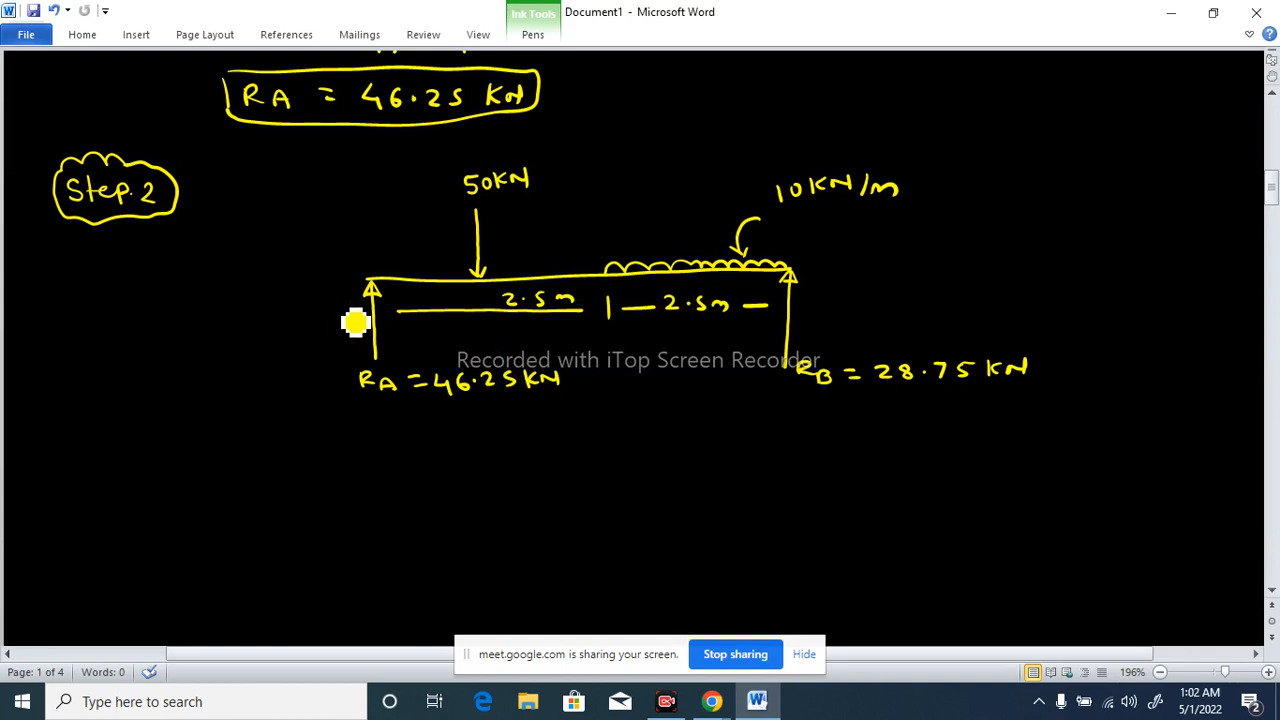 Document1 - Microsoft Word
Ink Tools
File Home Insert Page Layout References Mailings Review View Pens
RA = 46.25 KN
Step.2
50KN
10KN/m
2.5m
2.5m
Recorded with iTop Screen Recorder
RA = 46.25KN
RB = 28.75 KN
meet.google.com is sharing your screen. Stop sharing Hide
Page: 1 of 4 Words: 0 196%
Type here to search
1:02 AM
5/1/2022
2